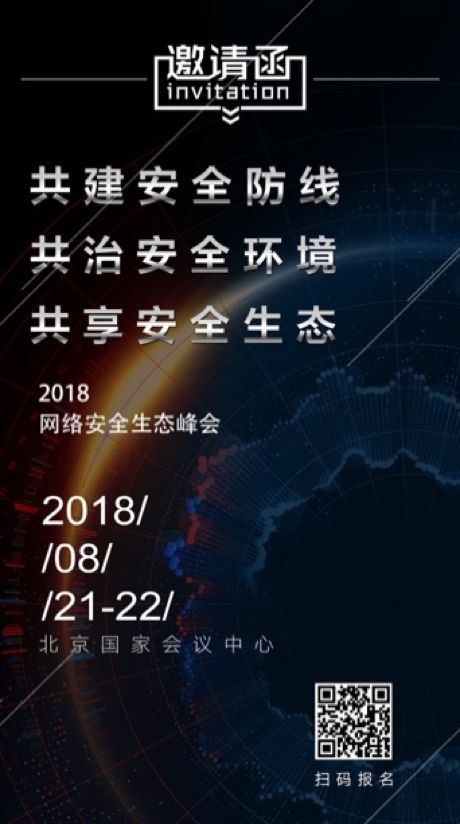 邀请函
invitation
共建安全防线
共治安全环境
共享安全生态
2018
网络安全生态峰会
2018/
/08/
/21-22/
北京国家会议中心
扫码报名